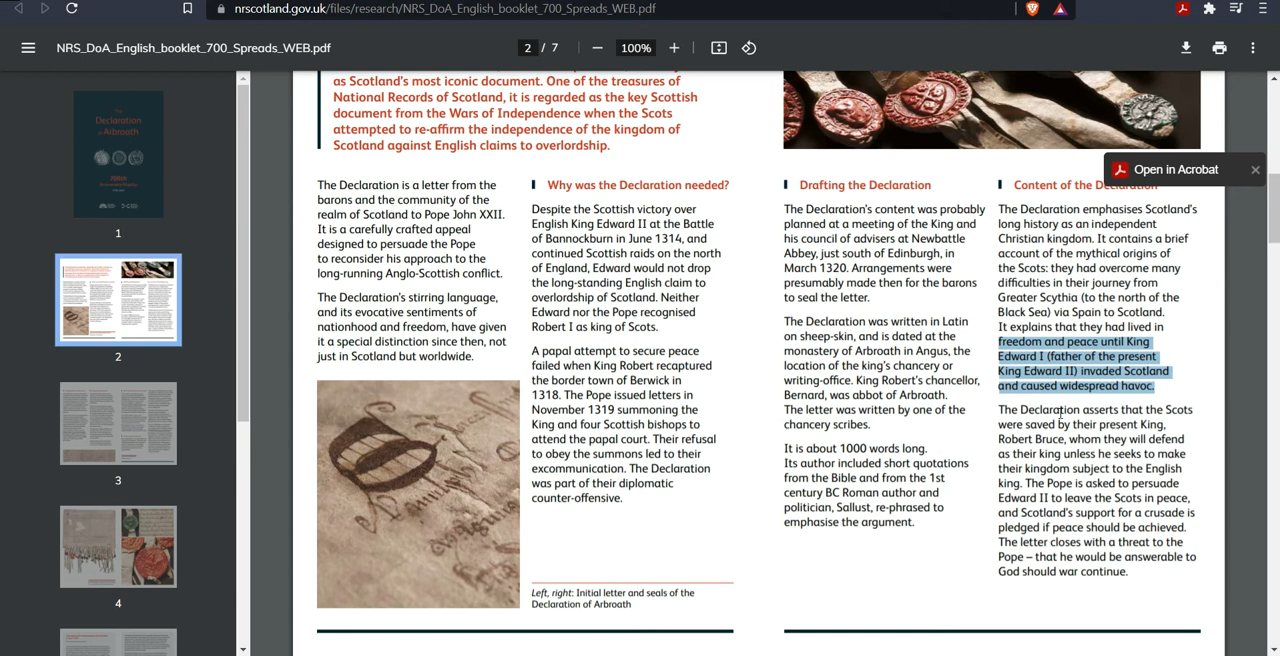 nrscotland.gov.uk/files/research/NRS_DoA_English_booklet_700_Spreads_WEB.pdf
NRS_DoA_English_booklet_700_Spreads_WEB.pdf
2 / 7
100%
The
Declaration
of Arbroath
1
2
3
4
as Scotland's most iconic document. One of the treasures of
National Records of Scotland, it is regarded as the key Scottish
document from the Wars of Independence when the Scots
attempted to re-affirm the independence of the kingdom of
Scotland against English claims to overlordship.
The Declaration is a letter from the
barons and the community of the
realm of Scotland to Pope John XXII.
It is a carefully crafted appeal
designed to persuade the Pope
to reconsider his approach to the
long-running Anglo-Scottish conflict.
The Declaration's stirring language,
and its evocative sentiments of
nationhood and freedom, have given
it a special distinction since then, not
just in Scotland but worldwide.
Why was the Declaration needed?
Despite the Scottish victory over
English King Edward II at the Battle
of Bannockburn in June 1314, and
continued Scottish raids on the north
of England, Edward would not drop
the long-standing English claim to
overlordship of Scotland. Neither
Edward nor the Pope recognised
Robert I as king of Scots.
A papal attempt to secure peace
failed when King Robert recaptured
the border town of Berwick in
1318. The Pope issued letters in
November 1319 summoning the
King and four Scottish bishops to
attend the papal court. Their refusal
to obey the summons led to their
excommunication. The Declaration
was part of their diplomatic
counter-offensive.
Left, right: Initial letter and seals of the
Declaration of Arbroath
Drafting the Declaration
The Declaration's content was probably
planned at a meeting of the King and
his council of advisers at Newbattle
Abbey, just south of Edinburgh, in
March 1320. Arrangements were
presumably made then for the barons
to seal the letter.
The Declaration was written in Latin
on sheep-skin, and is dated at the
monastery of Arbroath in Angus, the
location of the king's chancery or
writing-office. King Robert's chancellor,
Bernard, was abbot of Arbroath.
The letter was written by one of the
chancery scribes.
It is about 1000 words long.
Its author included short quotations
from the Bible and from the 1st
century BC Roman author and
politician, Sallust, re-phrased to
emphasise the argument.
Open in Acrobat
Content of the Declaration
The Declaration emphasises Scotland's
long history as an independent
Christian kingdom. It contains a brief
account of the mythical origins of
the Scots: they had overcome many
difficulties in their journey from
Greater Scythia (to the north of the
Black Sea) via Spain to Scotland.
It explains that they had lived in
freedom and peace until King
Edward I (father of the present
King Edward II) invaded Scotland
and caused widespread havoc.
The Declaration asserts that the Scots
were saved by their present King,
Robert Bruce, whom they will defend
as their king unless he seeks to make
their kingdom subject to the English
king. The Pope is asked to persuade
Edward II to leave the Scots in peace,
and Scotland's support for a crusade is
pledged if peace should be achieved.
The letter closes with a threat to the
Pope – that he would be answerable to
God should war continue.